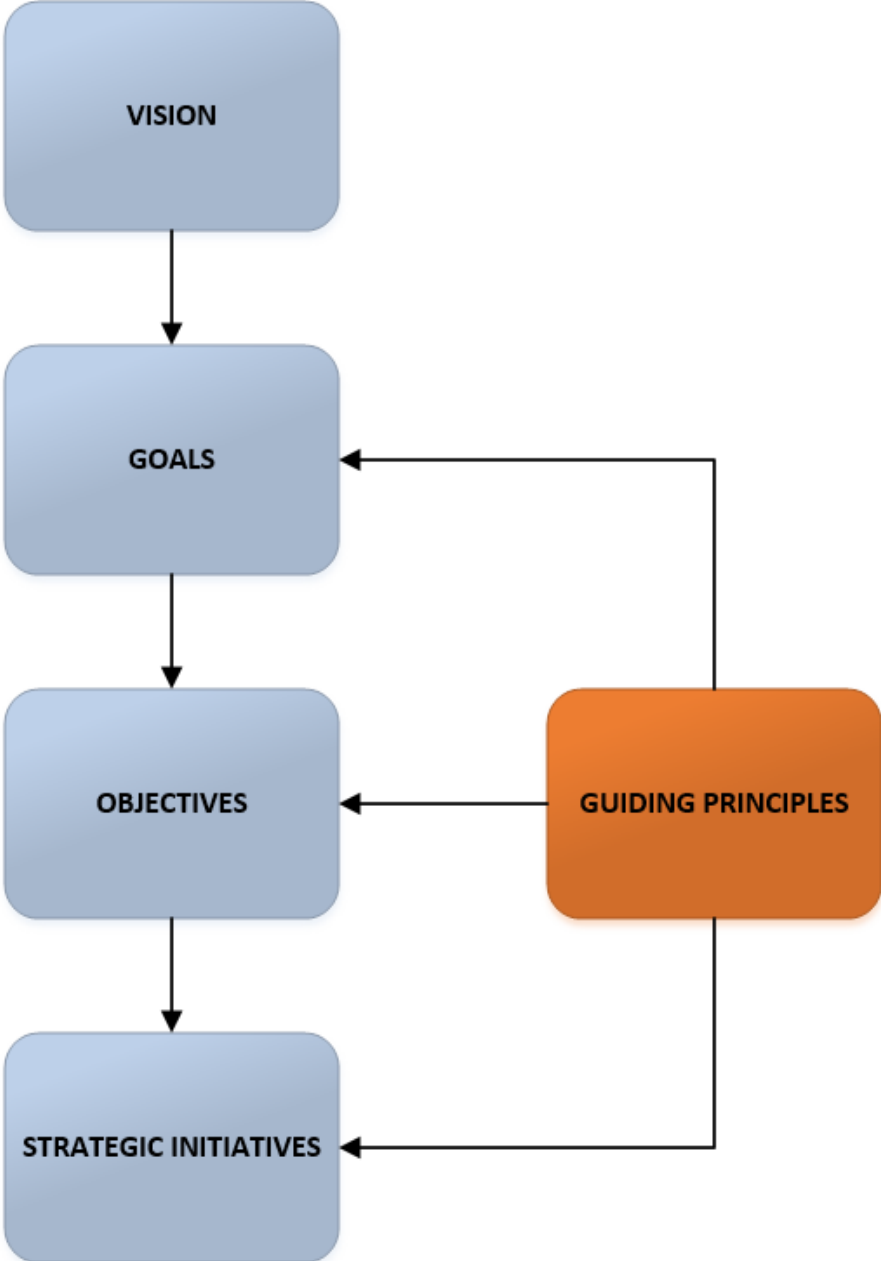 VISION
GOALS
OBJECTIVES
GUIDING PRINCIPLES
STRATEGIC INITIATIVES